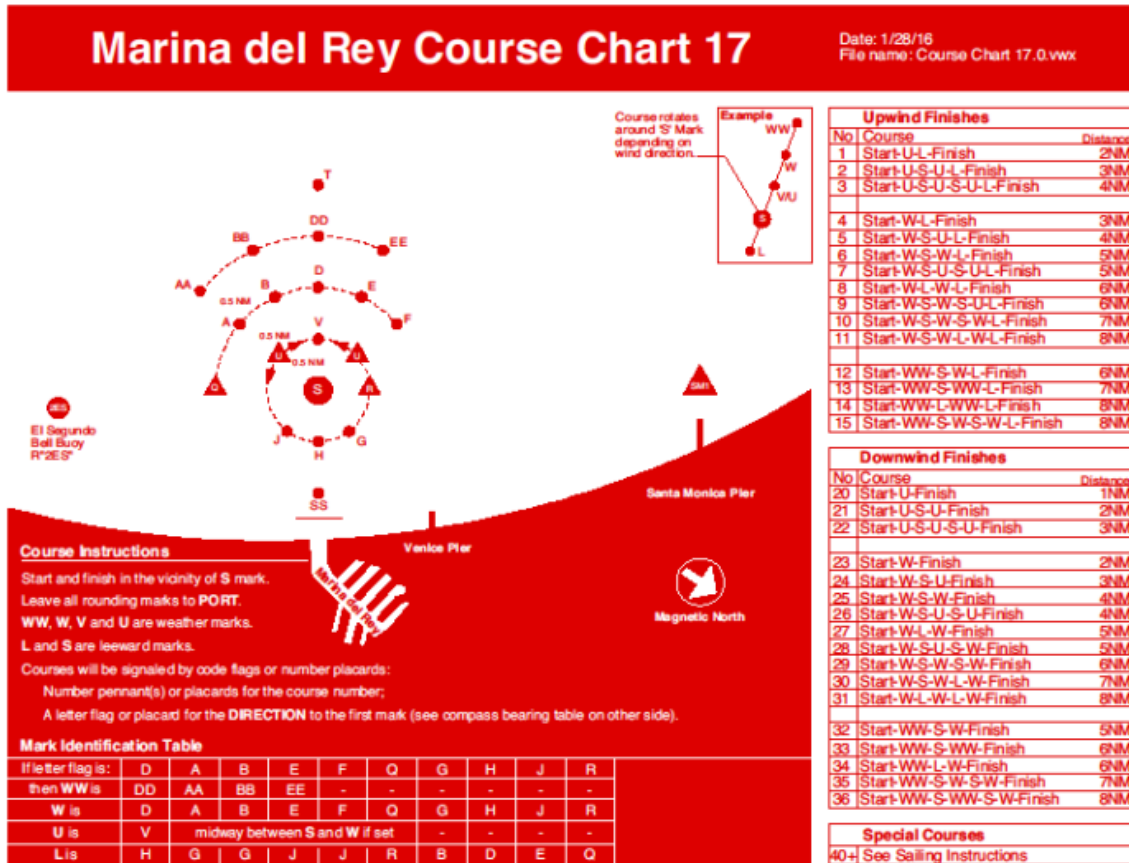 Marina del Rey Course Chart 17
Date: 1/28/16
File name: Course Chart 17.0.vwx
Course rotates
around 'S' Mark
depending on
wind direction.
Example
WW
W
V/U
S
L
T
DD
BB
EE
AA
D
B
E
0.5 NM
A
F
V
0.5 NM
U
U
0.5 NM
Q
S
R
J
G
H
SS
2ES
El Segundo
Bell Buoy
R"2ES"
SM1
Santa Monica Pier
Venice Pier
Marina del Rey
Magnetic North
Course Instructions
Start and finish in the vicinity of S mark.
Leave all rounding marks to PORT.
WW, W, V and U are weather marks.
L and S are leeward marks.
Courses will be signaled by code flags or number placards:
Number pennant(s) or placards for the course number;
A letter flag or placard for the DIRECTION to the first mark (see compass bearing table on other side).
Mark Identification Table
If letter flag is: D A B E F Q G H J R
then WW is DD AA BB EE - - - - - -
W is D A B E F Q G H J R
U is V midway between S and W if set - - - -
L is H G G J J R B D E Q
Upwind Finishes
No Course Distance
1 Start-U-L-Finish 2NM
2 Start-U-S-U-L-Finish 3NM
3 Start-U-S-U-S-U-L-Finish 4NM
4 Start-W-L-Finish 3NM
5 Start-W-S-U-L-Finish 4NM
6 Start-W-S-W-L-Finish 5NM
7 Start-W-S-U-S-U-L-Finish 5NM
8 Start-W-L-W-L-Finish 6NM
9 Start-W-S-W-S-U-L-Finish 6NM
10 Start-W-S-W-S-W-L-Finish 7NM
11 Start-W-S-W-L-W-L-Finish 8NM
12 Start-WW-S-W-L-Finish 6NM
13 Start-WW-S-WW-L-Finish 7NM
14 Start-WW-L-WW-L-Finish 8NM
15 Start-WW-S-W-S-W-L-Finish 8NM
Downwind Finishes
No Course Distance
20 Start-U-Finish 1NM
21 Start-U-S-U-Finish 2NM
22 Start-U-S-U-S-U-Finish 3NM
23 Start-W-Finish 2NM
24 Start-W-S-U-Finish 3NM
25 Start-W-S-W-Finish 4NM
26 Start-W-S-U-S-U-Finish 4NM
27 Start-W-L-W-Finish 5NM
28 Start-W-S-U-S-W-Finish 5NM
29 Start-W-S-W-S-W-Finish 6NM
30 Start-W-S-W-L-W-Finish 7NM
31 Start-W-L-W-L-W-Finish 8NM
32 Start-WW-S-W-Finish 5NM
33 Start-WW-S-WW-Finish 6NM
34 Start-WW-L-W-Finish 6NM
35 Start-WW-S-W-S-W-Finish 7NM
36 Start-WW-S-WW-S-W-Finish 8NM
Special Courses
40+ See Sailing Instructions